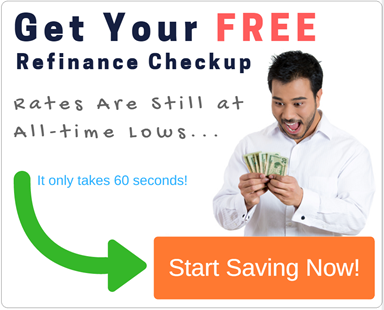 Get Your FREE
Refinance Checkup
Rates Are Still at
All-time Lows...
It only takes 60 seconds!
Start Saving Now!